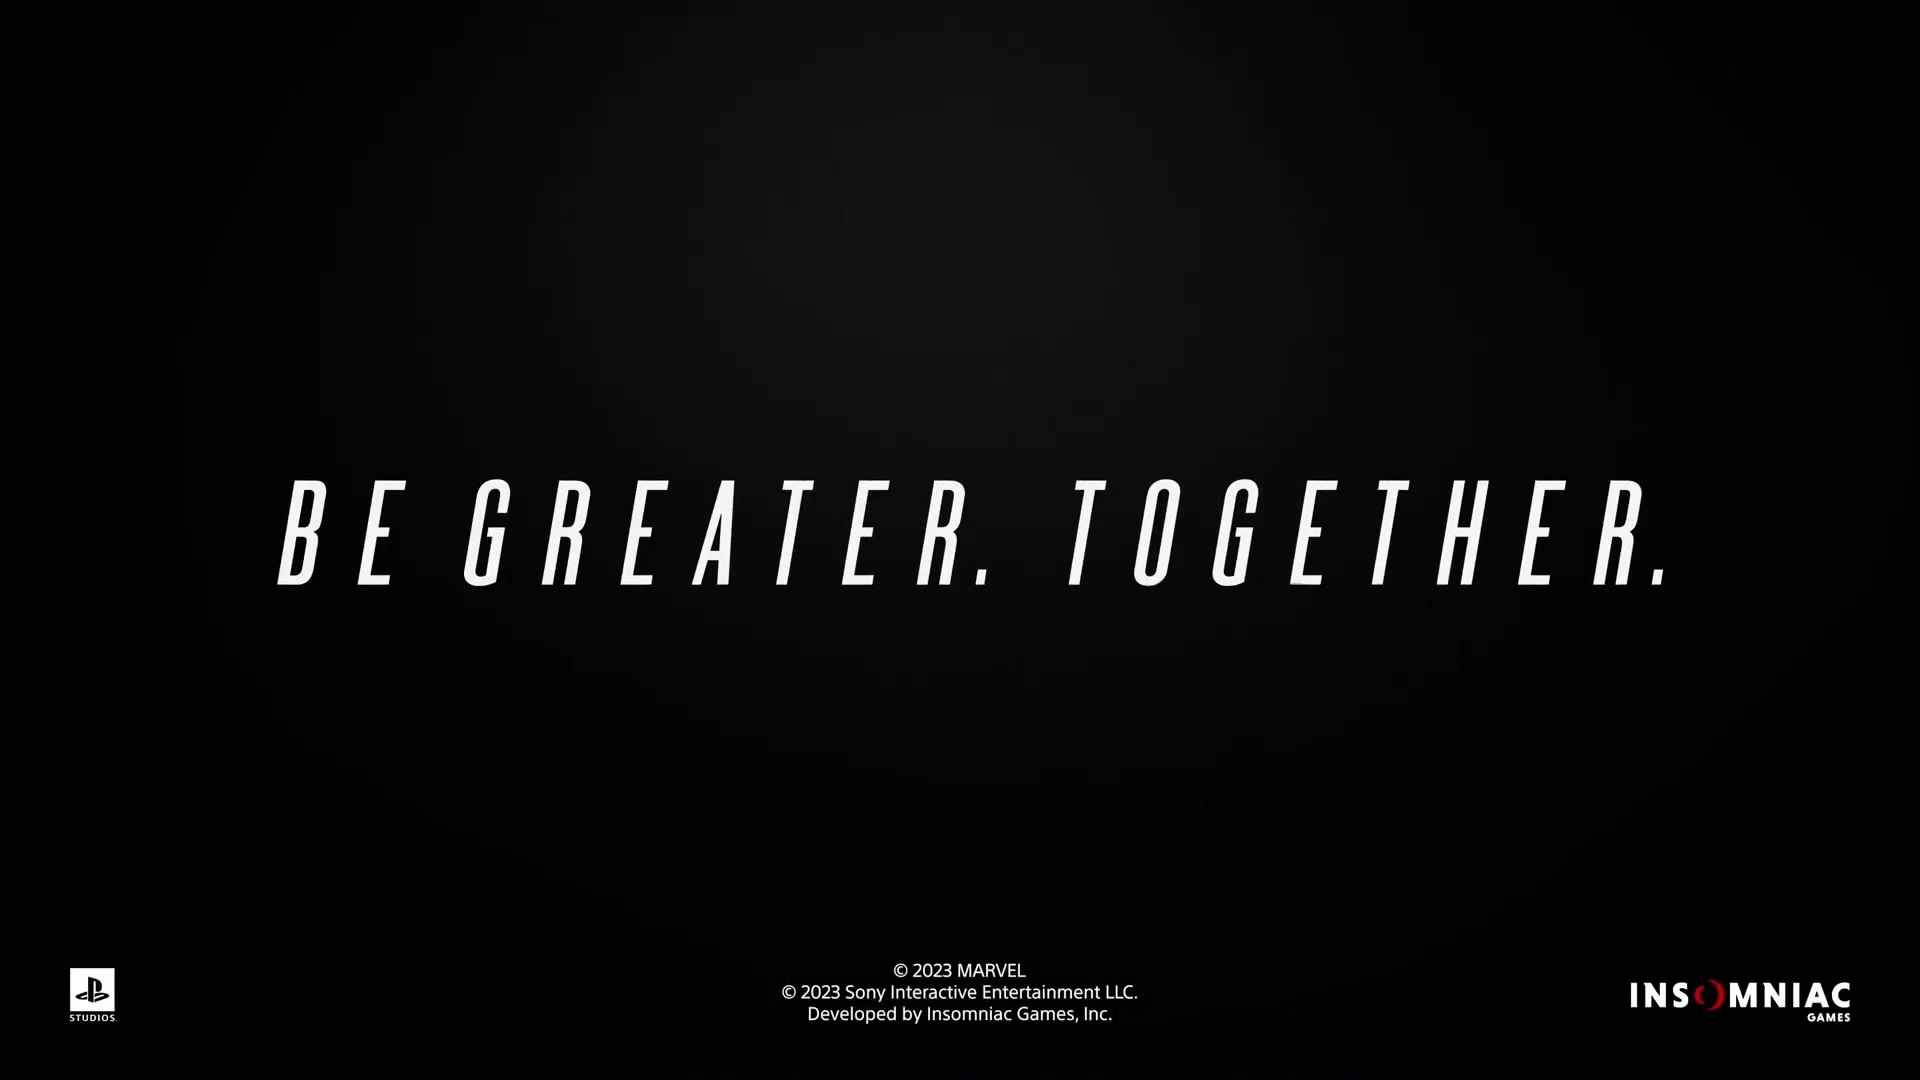 BE GREATER. TOGETHER.
© 2023 MARVEL
© 2023 Sony Interactive Entertainment LLC.
Developed by Insomniac Games, Inc.
STUDIOS
INSOMNIAC
GAMES